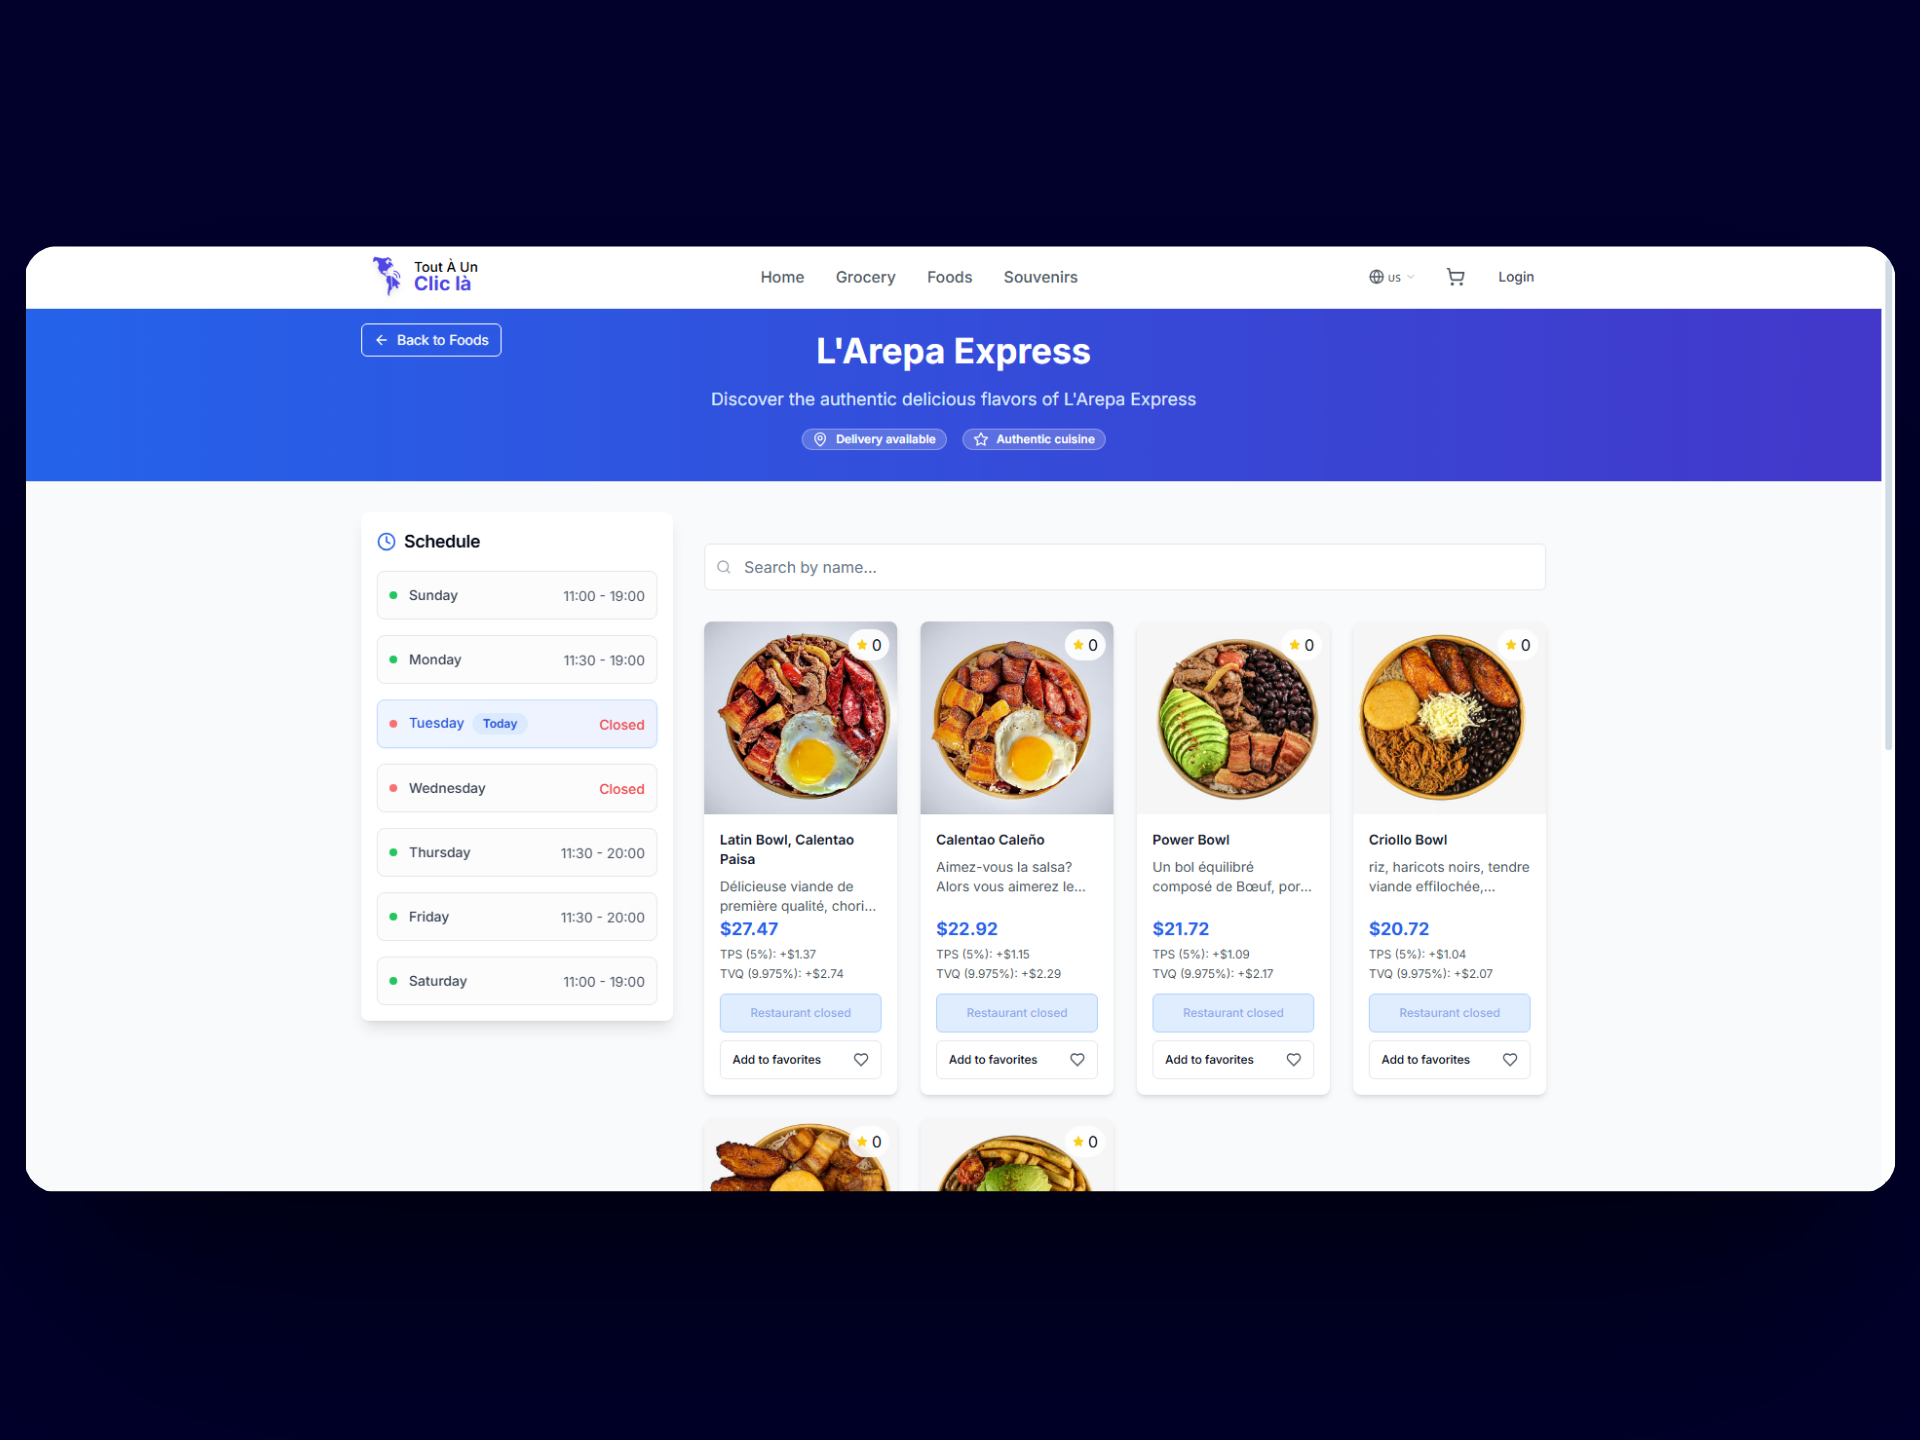 Tout À Un
Clic là
Home
Grocery
Foods
Souvenirs
us
Login
Back to Foods
L'Arepa Express
Discover the authentic delicious flavors of L'Arepa Express
Delivery available
Authentic cuisine
Schedule
Sunday 11:00 - 19:00
Monday 11:30 - 19:00
Tuesday Today Closed
Wednesday Closed
Thursday 11:30 - 20:00
Friday 11:30 - 20:00
Saturday 11:00 - 19:00
Search by name...
0
Latin Bowl, Calentao
Paisa
Délicieuse viande de
première qualité, chori...
$27.47
TPS (5%): +$1.37
TVQ (9.975%): +$2.74
Restaurant closed
Add to favorites
0
Calentao Caleño
Aimez-vous la salsa?
Alors vous aimerez le...
$22.92
TPS (5%): +$1.15
TVQ (9.975%): +$2.29
Restaurant closed
Add to favorites
0
Power Bowl
Un bol équilibré
composé de Bœuf, por...
$21.72
TPS (5%): +$1.09
TVQ (9.975%): +$2.17
Restaurant closed
Add to favorites
0
Criollo Bowl
riz, haricots noirs, tendre
viande effilochée,...
$20.72
TPS (5%): +$1.04
TVQ (9.975%): +$2.07
Restaurant closed
Add to favorites
0
0